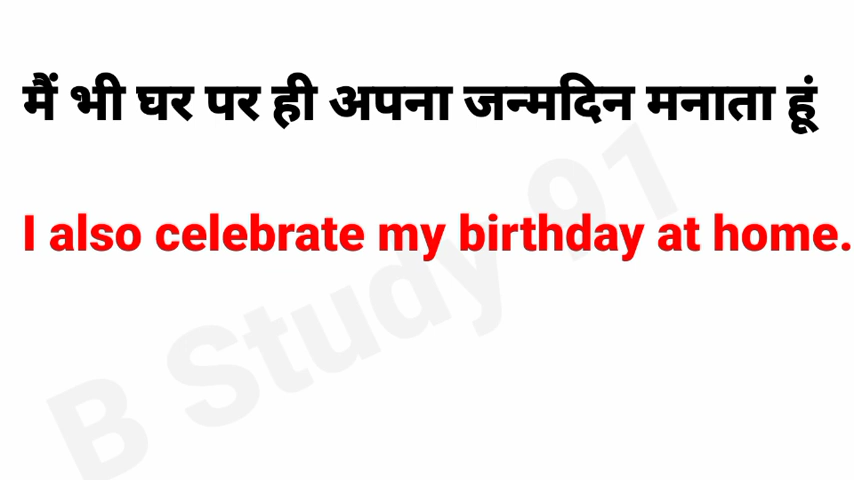 मैं भी घर पर ही अपना जन्मदिन मनाता हूं
I also celebrate my birthday at home.
B Study 91